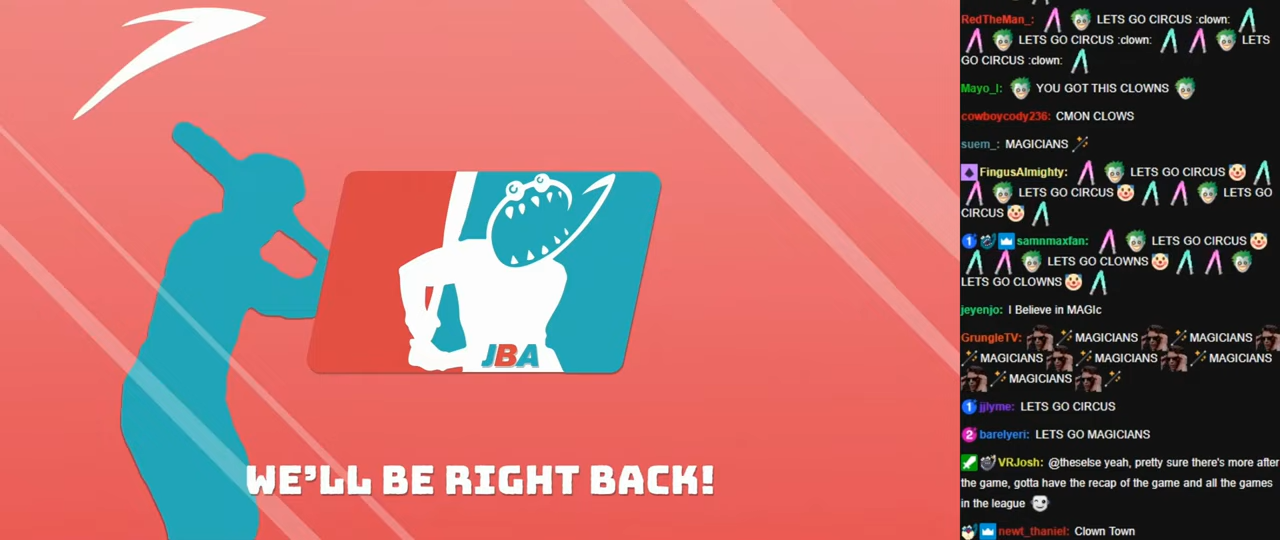 JBA
WE'LL BE RIGHT BACK!
RedTheMan_: LETS GO CIRCUS :clown:
LETS GO CIRCUS :clown: LETS
GO CIRCUS :clown:
Mayo_I: YOU GOT THIS CLOWNS
cowboycody236: CMON CLOWS
suem_: MAGICIANS
FingusAlmighty: LETS GO CIRCUS
LETS GO CIRCUS LETS GO
CIRCUS
1 samnmaxfan: LETS GO CIRCUS
LETS GO CLOWNS
LETS GO CLOWNS
jeyenjo: I Believe in MAGIc
GrungleTV: MAGICIANS MAGICIANS
MAGICIANS MAGICIANS MAGICIANS
MAGICIANS
1 jjlyme: LETS GO CIRCUS
2 barelyeri: LETS GO MAGICIANS
VRJosh: @theselse yeah, pretty sure there's more after
the game, gotta have the recap of the game and all the games
in the league
newt_thaniel: Clown Town